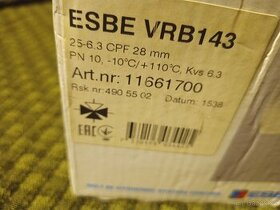 ESBE VRB143
25-6.3 CPF 28 mm
PN 10, -10°C/+110°C, Kvs 6.3
Art.nr: 11661700
Rsk nr: 490 55 02 Datum: 1538
EAC